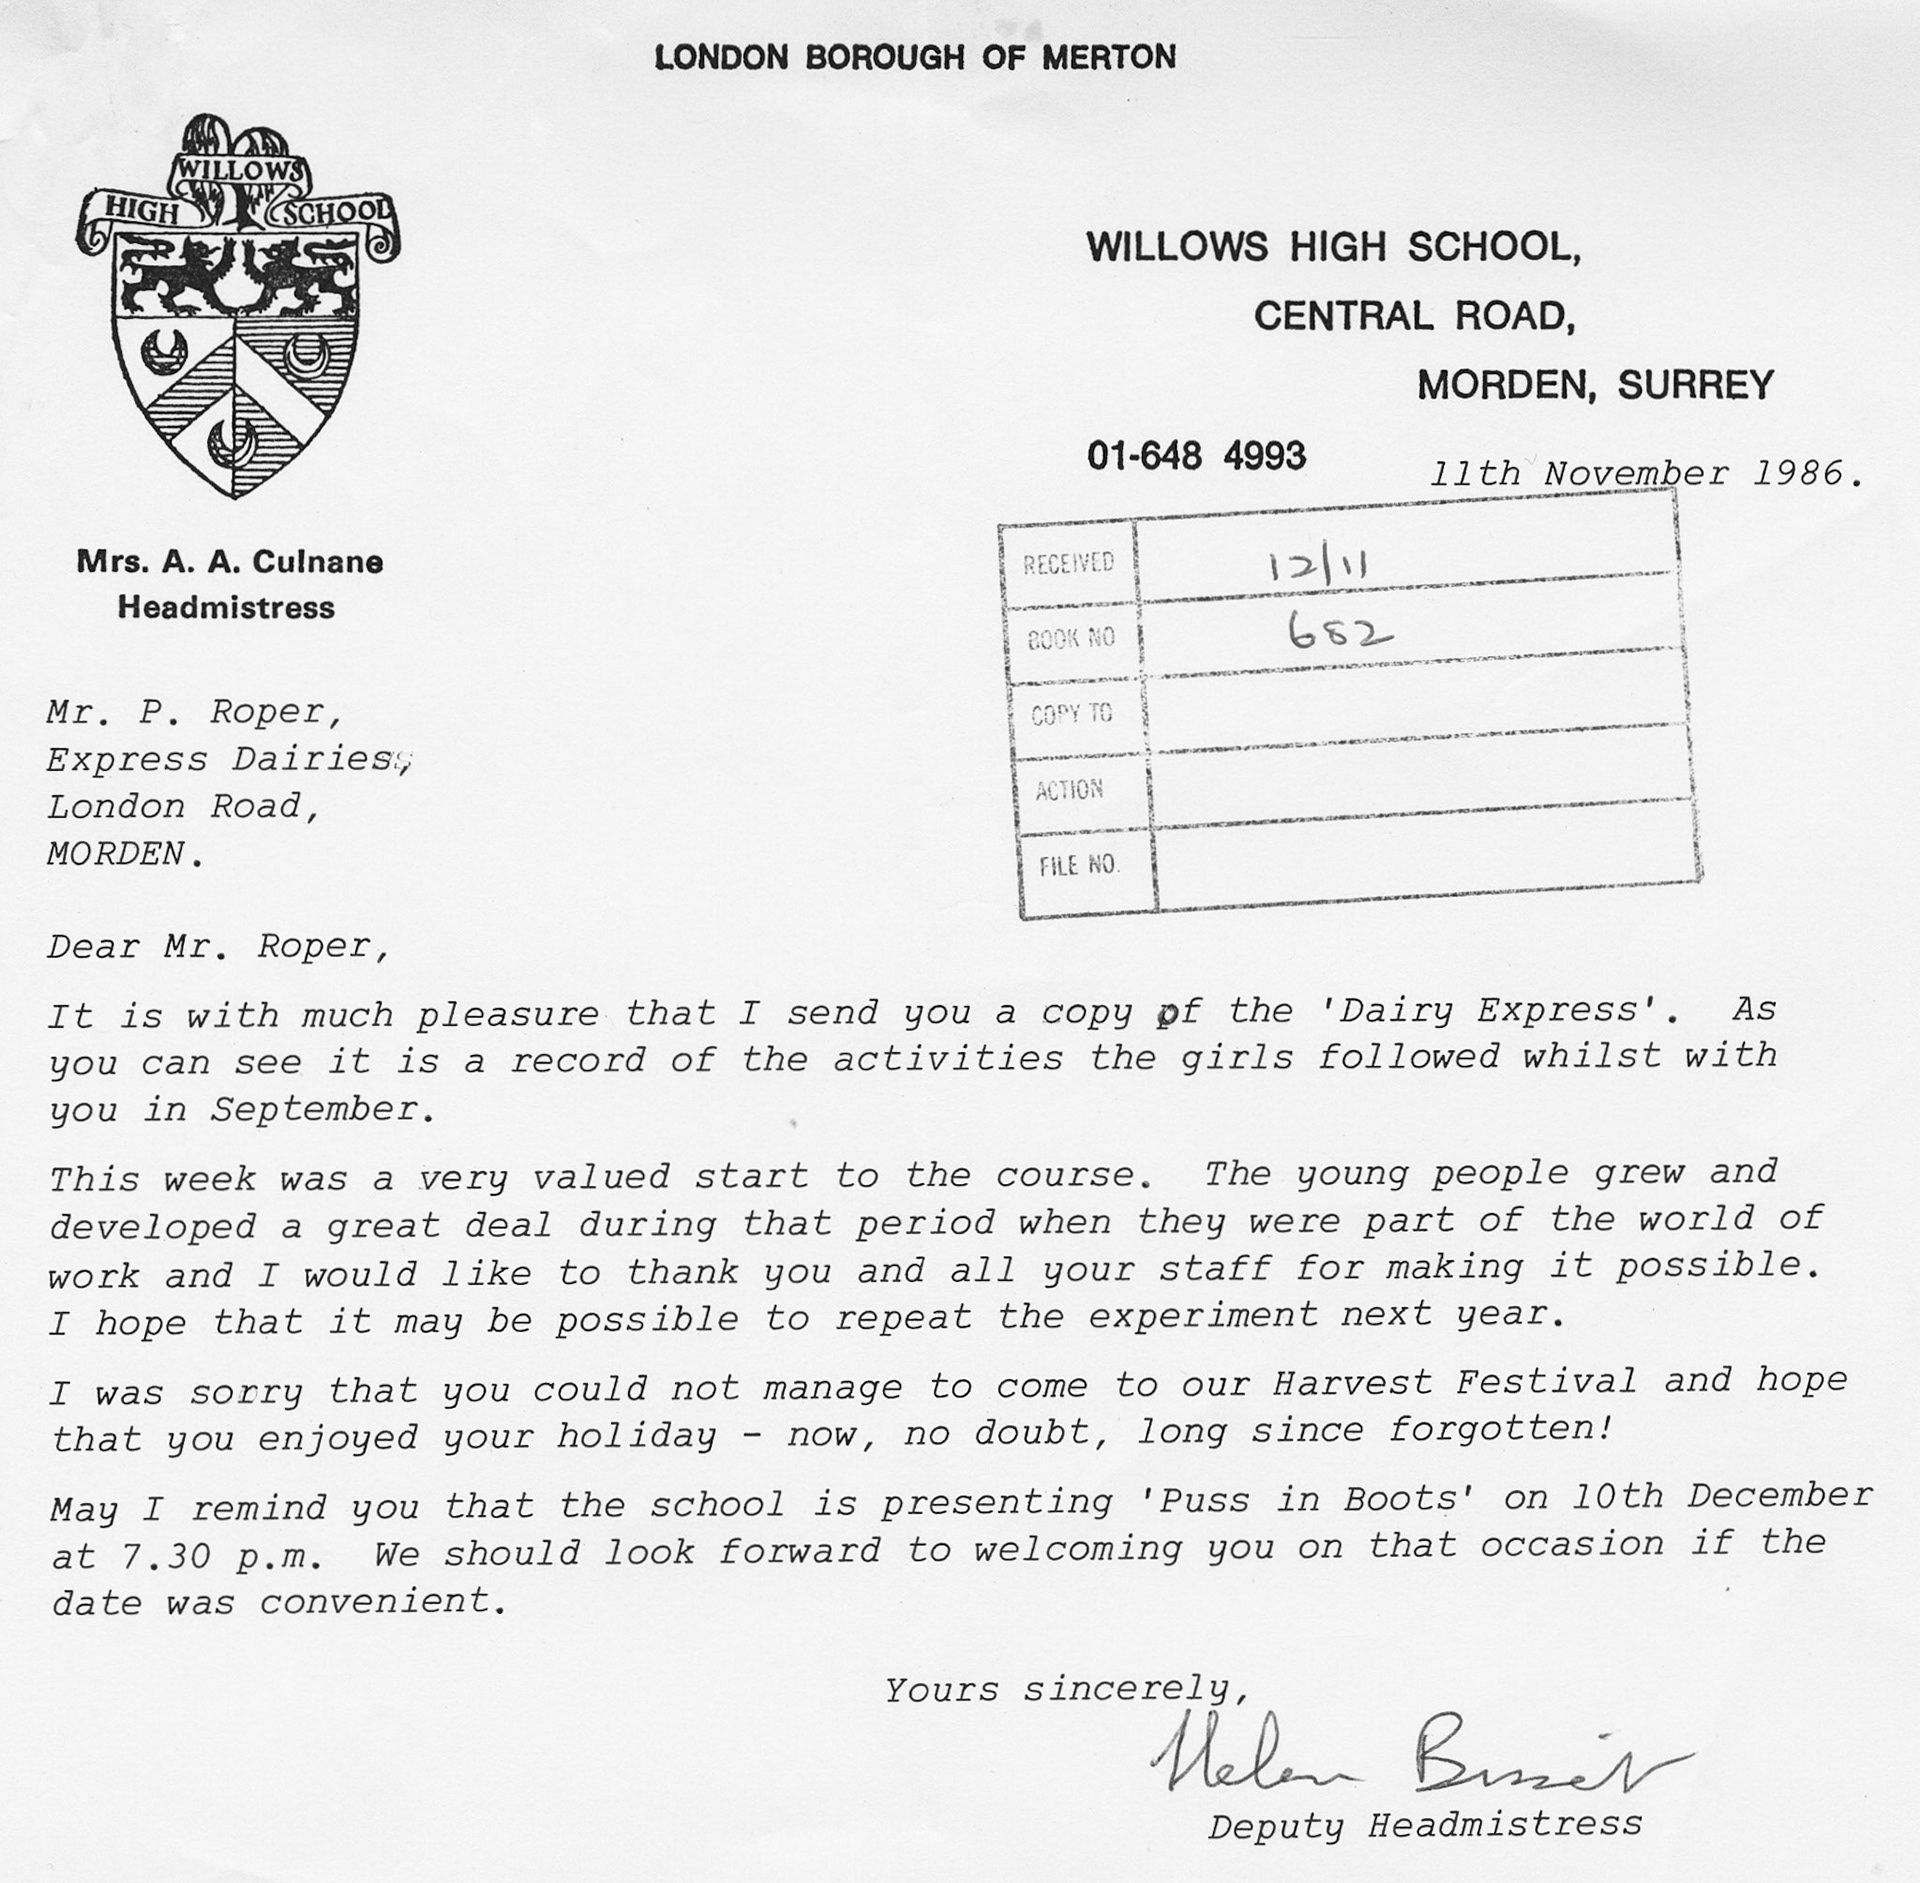 LONDON BOROUGH OF MERTON
WILLOWS
HIGH SCHOOL
WILLOWS HIGH SCHOOL,
CENTRAL ROAD,
MORDEN, SURREY
01-648 4993
11th November 1986.
Mrs. A. A. Culnane
Headmistress
RECEIVED 12/11
BOOK NO 682
COPY TO
ACTION
FILE NO.
Mr. P. Roper,
Express Dairies,
London Road,
MORDEN.
Dear Mr. Roper,
It is with much pleasure that I send you a copy of the 'Dairy Express'. As
you can see it is a record of the activities the girls followed whilst with
you in September.
This week was a very valued start to the course. The young people grew and
developed a great deal during that period when they were part of the world of
work and I would like to thank you and all your staff for making it possible.
I hope that it may be possible to repeat the experiment next year.
I was sorry that you could not manage to come to our Harvest Festival and hope
that you enjoyed your holiday - now, no doubt, long since forgotten!
May I remind you that the school is presenting 'Puss in Boots' on 10th December
at 7.30 p.m. We should look forward to welcoming you on that occasion if the
date was convenient.
Yours sincerely,
Helen
Deputy Headmistress